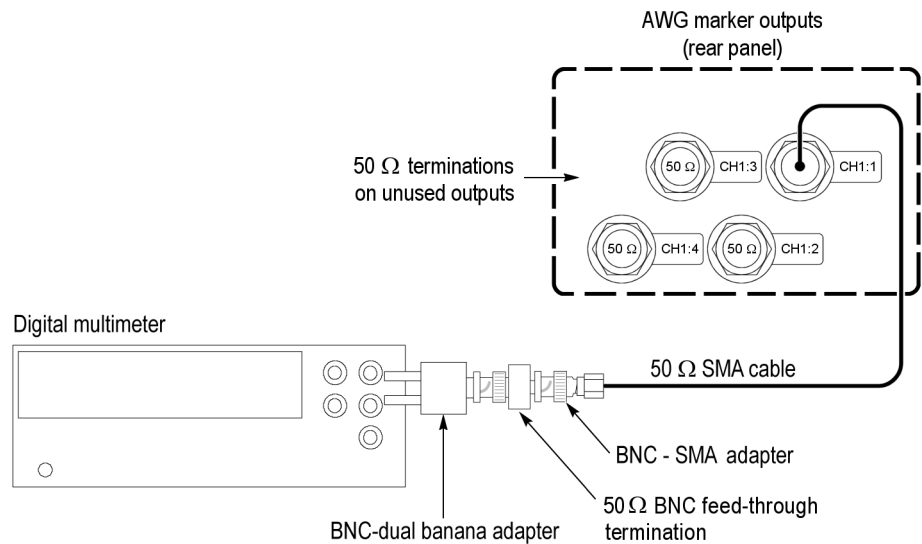 AWG marker outputs
(rear panel)
50 Ω terminations
on unused outputs
50 Ω
CH1:3
CH1:1
50 Ω
CH1:4
50 Ω
CH1:2
Digital multimeter
50 Ω SMA cable
BNC - SMA adapter
50 Ω BNC feed-through
termination
BNC-dual banana adapter